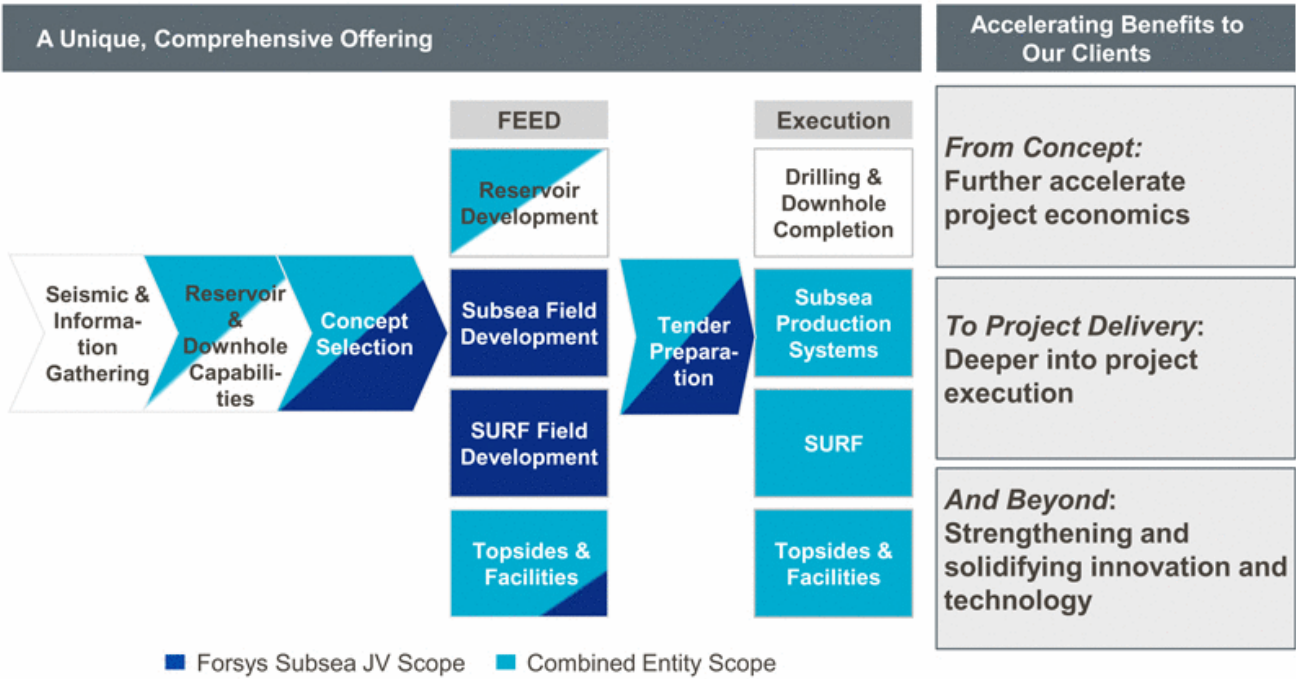 A Unique, Comprehensive Offering
Accelerating Benefits to
Our Clients
Seismic &
Informa-
tion
Gathering
Reservoir
&
Downhole
Capabili-
ties
Concept
Selection
FEED
Reservoir
Development
Subsea Field
Development
SURF Field
Development
Topsides &
Facilities
Tender
Prepara-
tion
Execution
Drilling &
Downhole
Completion
Subsea
Production
Systems
SURF
Topsides &
Facilities
From Concept:
Further accelerate
project economics
To Project Delivery:
Deeper into project
execution
And Beyond:
Strengthening and
solidifying innovation and
technology
Forsys Subsea JV Scope
Combined Entity Scope